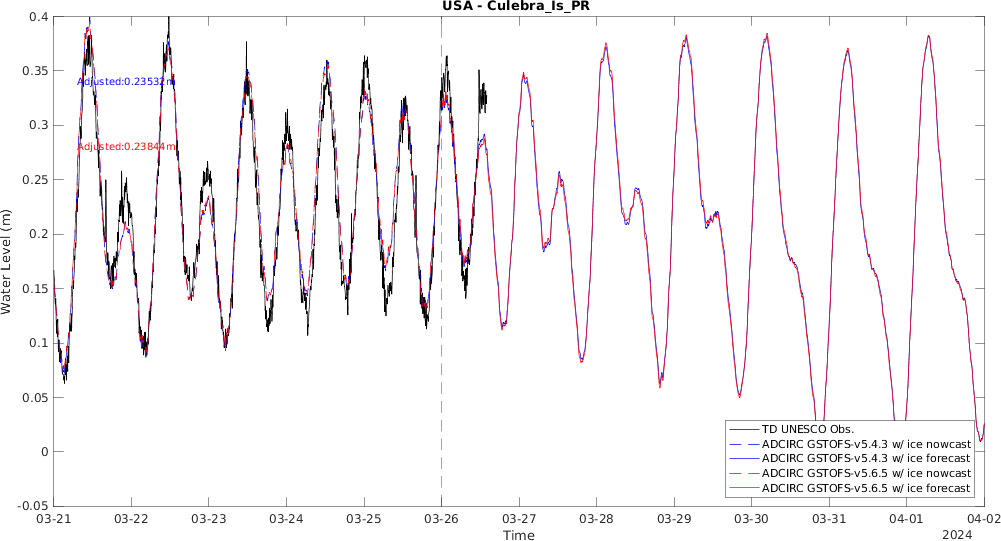 USA - Culebra_Is_PR
0.4
0.35
0.3
0.25
0.2
0.15
0.1
0.05
0
-0.05
Water Level (m)
Adjusted:0.23532m
Adjusted:0.23844m
TD UNESCO Obs.
ADCIRC GSTOFS-v5.4.3 w/ ice nowcast
ADCIRC GSTOFS-v5.4.3 w/ ice forecast
ADCIRC GSTOFS-v5.6.5 w/ ice nowcast
ADCIRC GSTOFS-v5.6.5 w/ ice forecast
03-21 03-22 03-23 03-24 03-25 03-26 03-27 03-28 03-29 03-30 03-31 04-01 04-02
Time
2024